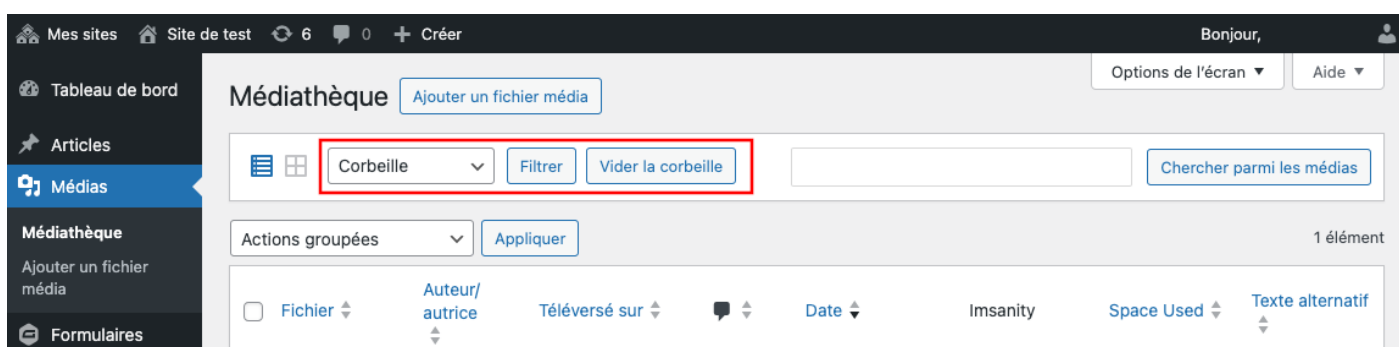 Mes sites Site de test 6 0 Créer Bonjour,
Options de l'écran Aide
Tableau de bord
Médiathèque Ajouter un fichier média
Articles
Corbeille Filtrer Vider la corbeille Chercher parmi les médias
Médias
Médiathèque
Actions groupées Appliquer 1 élément
Ajouter un fichier
média
Fichier Auteur/
autrice Téléversé sur Date Imsanity Space Used Texte alternatif
Formulaires